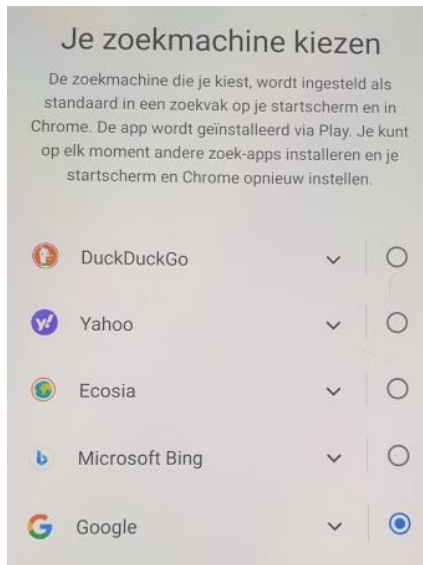 Je zoekmachine kiezen
De zoekmachine die je kiest, wordt ingesteld als
standaard in een zoekvak op je startscherm en in
Chrome. De app wordt geïnstalleerd via Play. Je kunt
op elk moment andere zoek-apps installeren en je
startscherm en Chrome opnieuw instellen.
DuckDuckGo
y! Yahoo
Ecosia
b Microsoft Bing
G Google